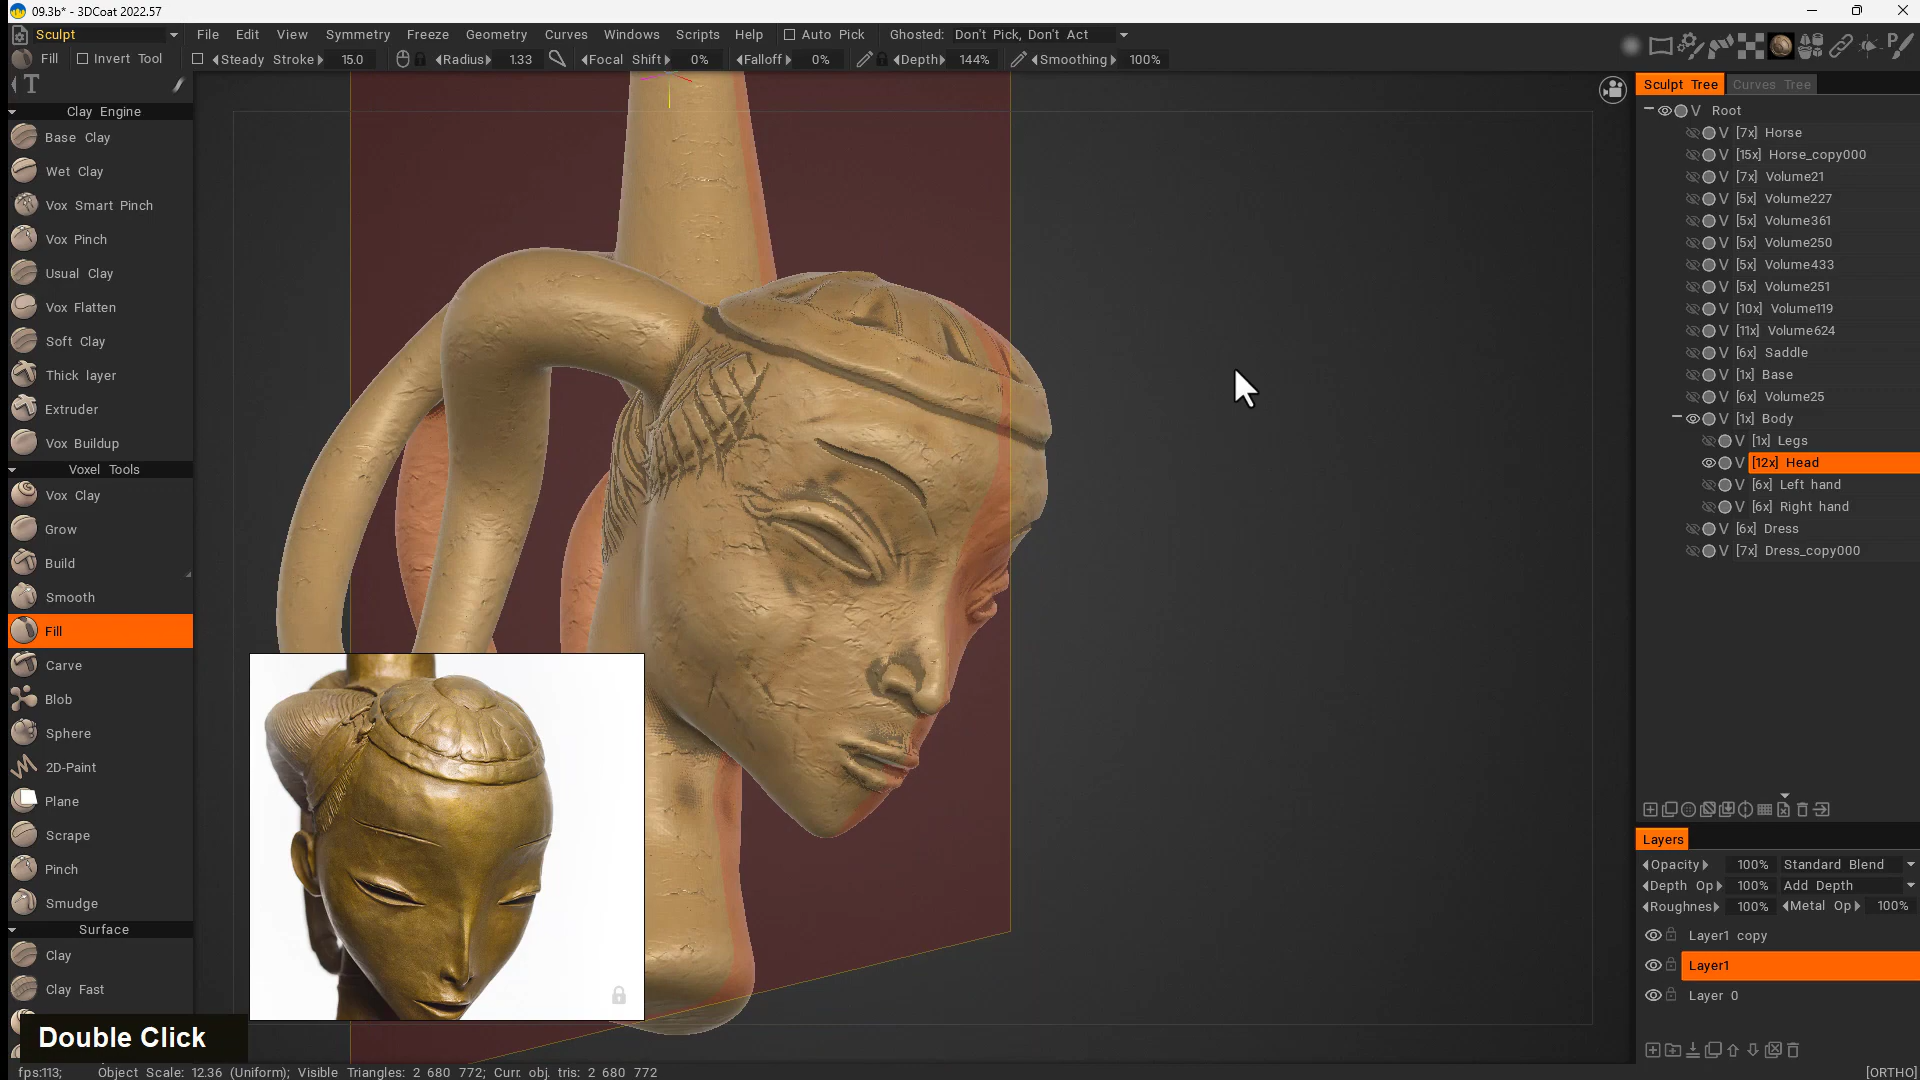 09.3b* - 3DCoat 2022.57
Sculpt File Edit View Symmetry Freeze Geometry Curves Windows Scripts Help Auto Pick Ghosted: Don't Pick, Don't Act
Fill Invert Tool Steady Stroke 15.0 Radius 1.33 Focal Shift 0% Falloff 0% Depth 144% Smoothing 100%
T
Clay Engine
Base Clay
Wet Clay
Vox Smart Pinch
Vox Pinch
Usual Clay
Vox Flatten
Soft Clay
Thick layer
Extruder
Vox Buildup
Voxel Tools
Vox Clay
Grow
Build
Smooth
Fill
Carve
Blob
Sphere
2D-Paint
Plane
Scrape
Pinch
Smudge
Surface
Clay
Clay Fast
Double Click
fps:113; Object Scale: 12.36 (Uniform); Visible Triangles: 2 680 772; Curr. obj. tris: 2 680 772
[ORTHO]
Sculpt Tree Curves Tree
V Root
V [7x] Horse
V [15x] Horse_copy000
V [7x] Volume21
V [5x] Volume227
V [5x] Volume361
V [5x] Volume250
V [5x] Volume433
V [5x] Volume251
V [10x] Volume119
V [11x] Volume624
V [6x] Saddle
V [1x] Base
V [6x] Volume25
V [1x] Body
V [1x] Legs
V [12x] Head
V [6x] Left hand
V [6x] Right hand
V [6x] Dress
V [7x] Dress_copy000
Layers
Opacity 100% Standard Blend
Depth Op 100% Add Depth
Roughnes 100% Metal Op 100%
Layer1 copy
Layer1
Layer 0